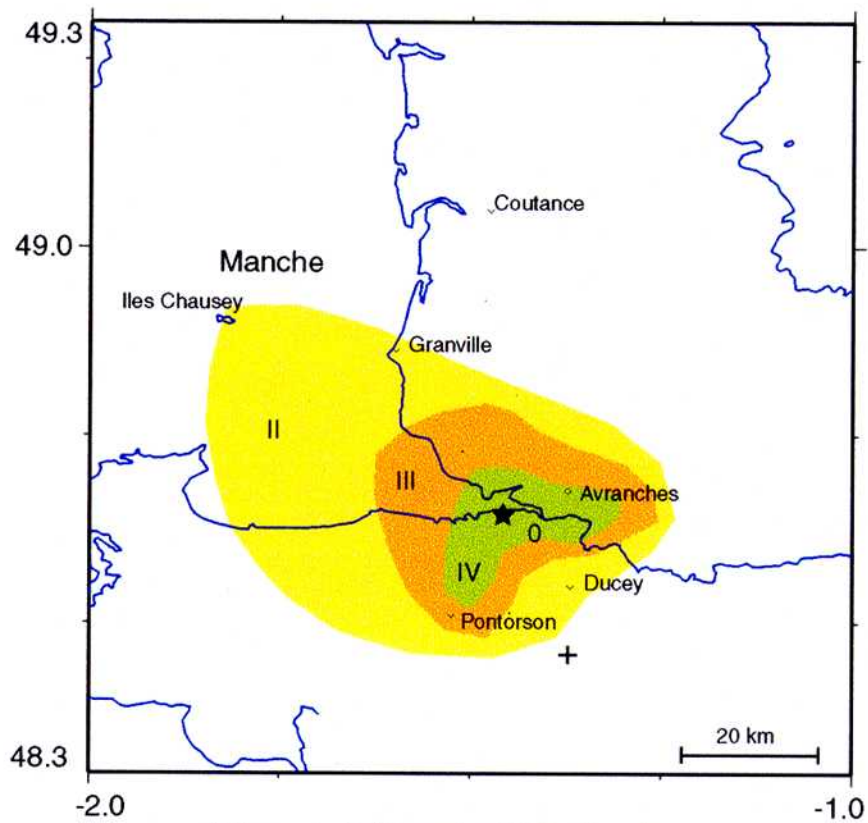 49.3
Coutance
49.0
Manche
Iles Chausey
Granville
II
III
Avranches
0
IV
Ducey
Pontorson
+
20 km
48.3
-2.0
-1.0